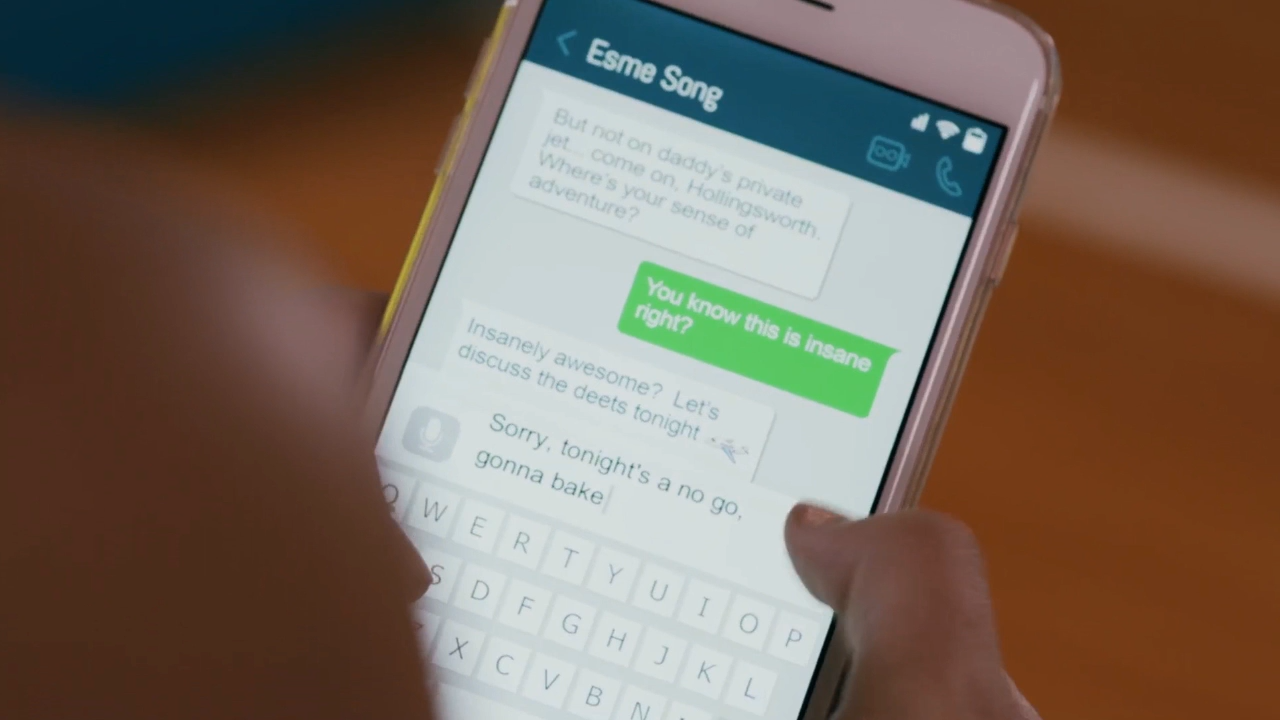 Esme Song
But not on daddy's private
jet... come on, Hollingsworth.
Where's your sense of
adventure?
You know this is insane
right?
Insanely awesome? Let's
discuss the deets tonight
Sorry, tonight's a no go,
gonna bake
Q W E R T Y U I O P
S D F G H J K L
X C V B N